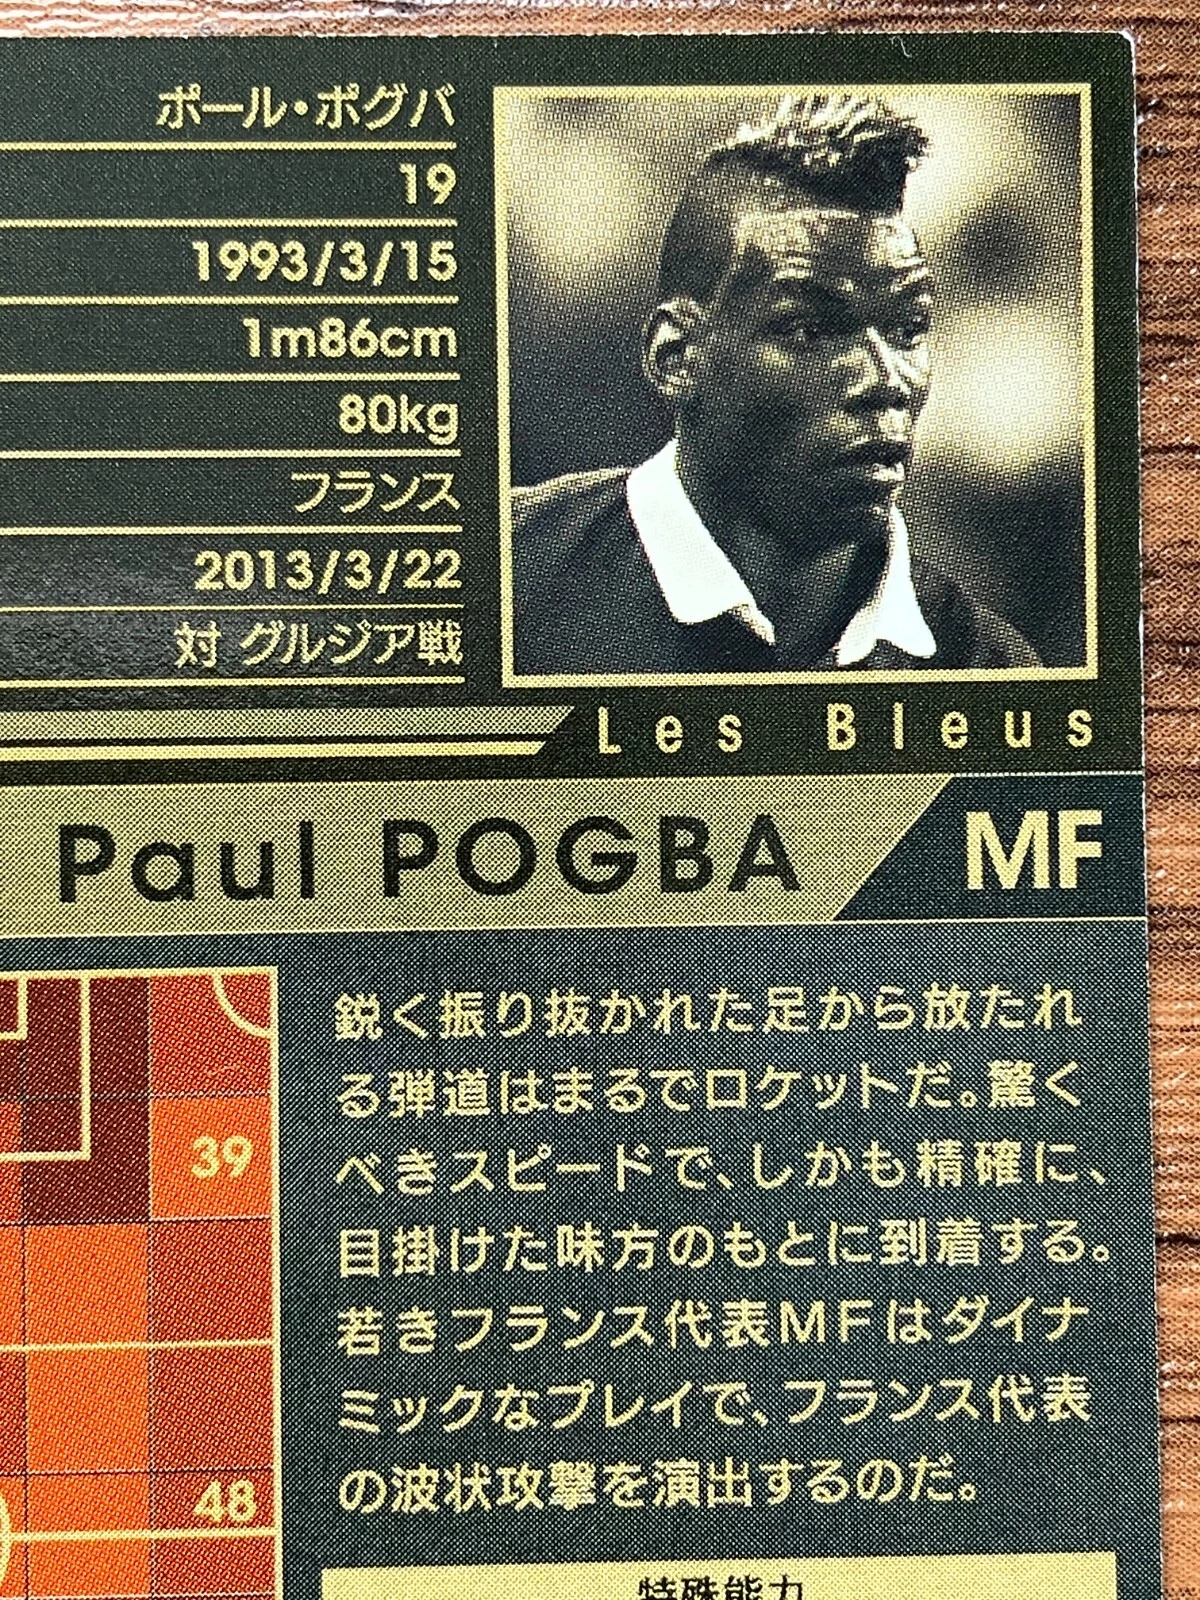 ポール・ポグバ
19
1993/3/15
1m86cm
80kg
フランス
2013/3/22
対 グルジア戦
Les Bleus
Paul POGBA
MF
39
48
鋭く振り抜かれた足から放たれ
る弾道はまるでロケットだ。驚く
べきスピードで、しかも精確に、
目掛けた味方のもとに到着する。
若きフランス代表MFはダイナ
ミックなプレイで、フランス代表
の波状攻撃を演出するのだ。
特殊能力